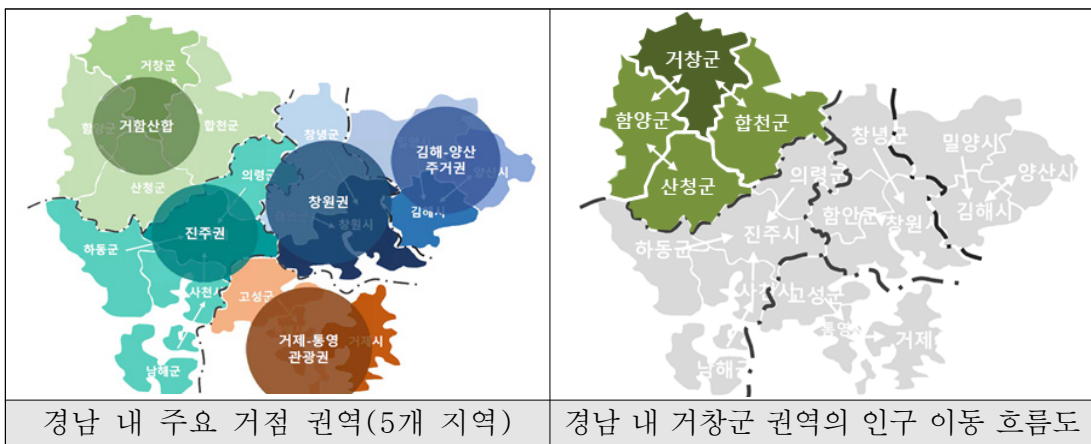 거창군
거함산합
함양군
합천군
산청군
창녕군
김해-양산
주거권
양산시
의령군
창원권
창원시
김해시
진주권
하동군
사천시
고성군
거제-통영
관광권
거제시
남해군
경남 내 주요 거점 권역(5개 지역)
거창군
함양군
합천군
산청군
창녕군
밀양시
양산시
의령군
함안군
창원
김해시
하동군
진주시
사천시
고성군
통영
거제
남해군
경남 내 거창군 권역의 인구 이동 흐름도